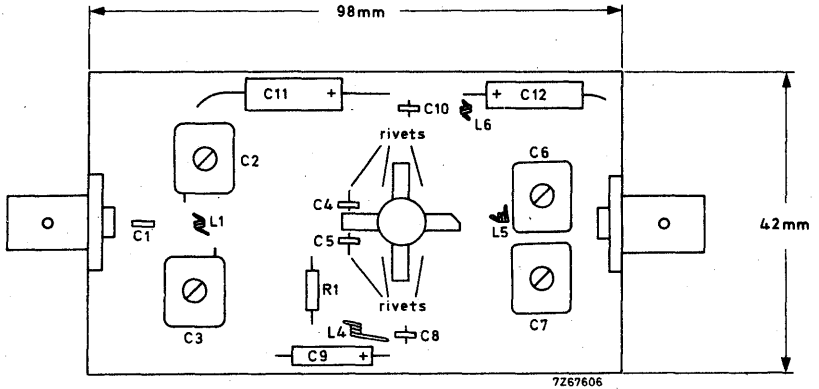 98mm
C11 +
C10
+ C12
L6
rivets
C2
C6
C4
C1
L1
L5
42mm
C5
R1
rivets
C3
L4
C8
C7
C9 +
7Z67606